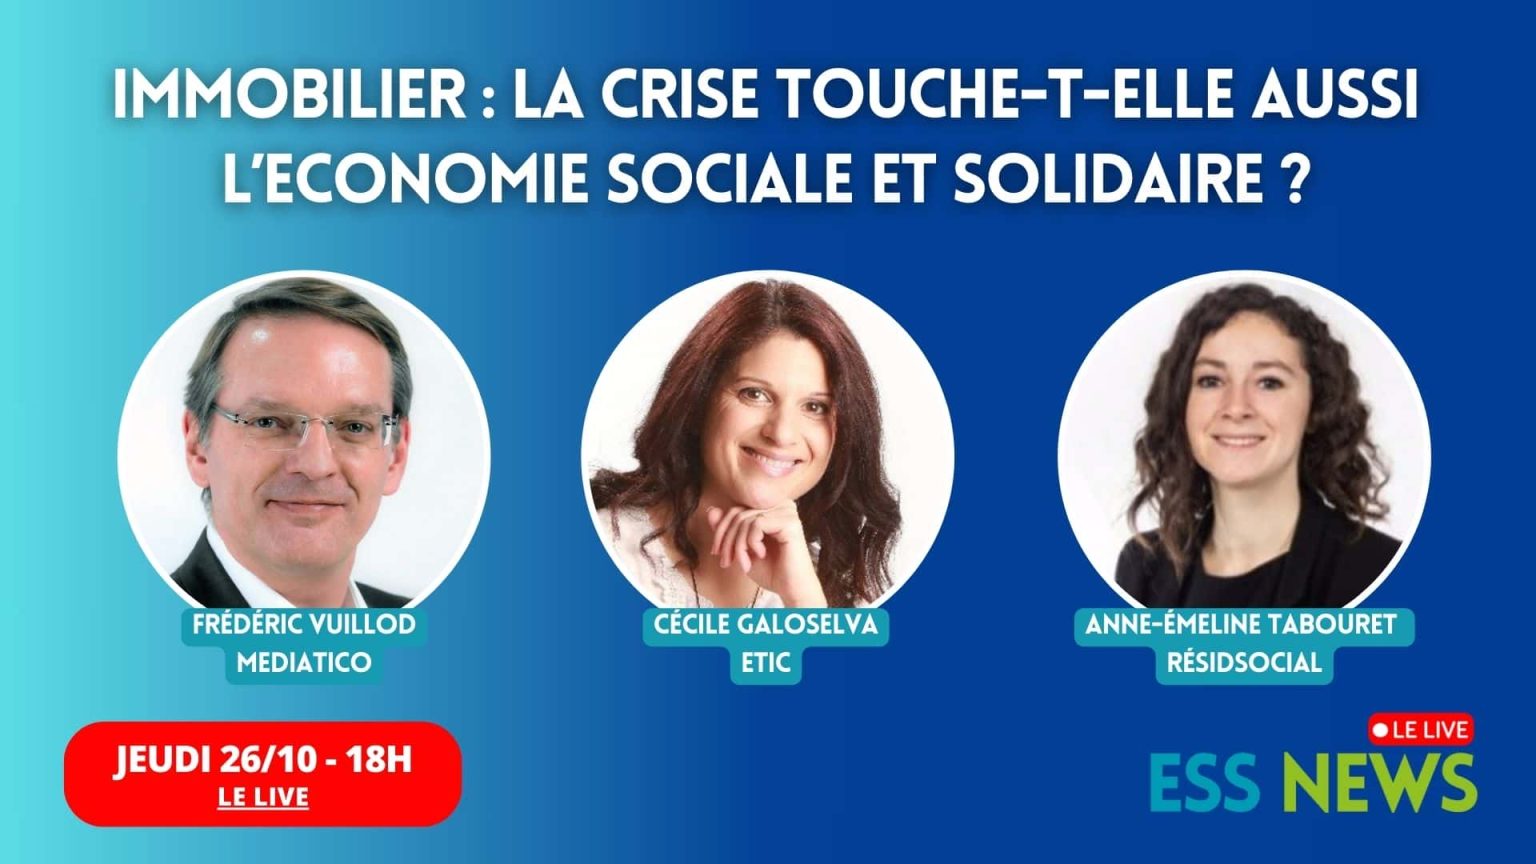 IMMOBILIER : LA CRISE TOUCHE-T-ELLE AUSSI
L'ECONOMIE SOCIALE ET SOLIDAIRE ?
FRÉDÉRIC VUILLOD
MEDIATICO
CÉCILE GALOSELVA
ETIC
ANNE-ÉMELINE TABOURET
RÉSIDSOCIAL
JEUDI 26/10 - 18H
LE LIVE
LE LIVE
ESS NEWS